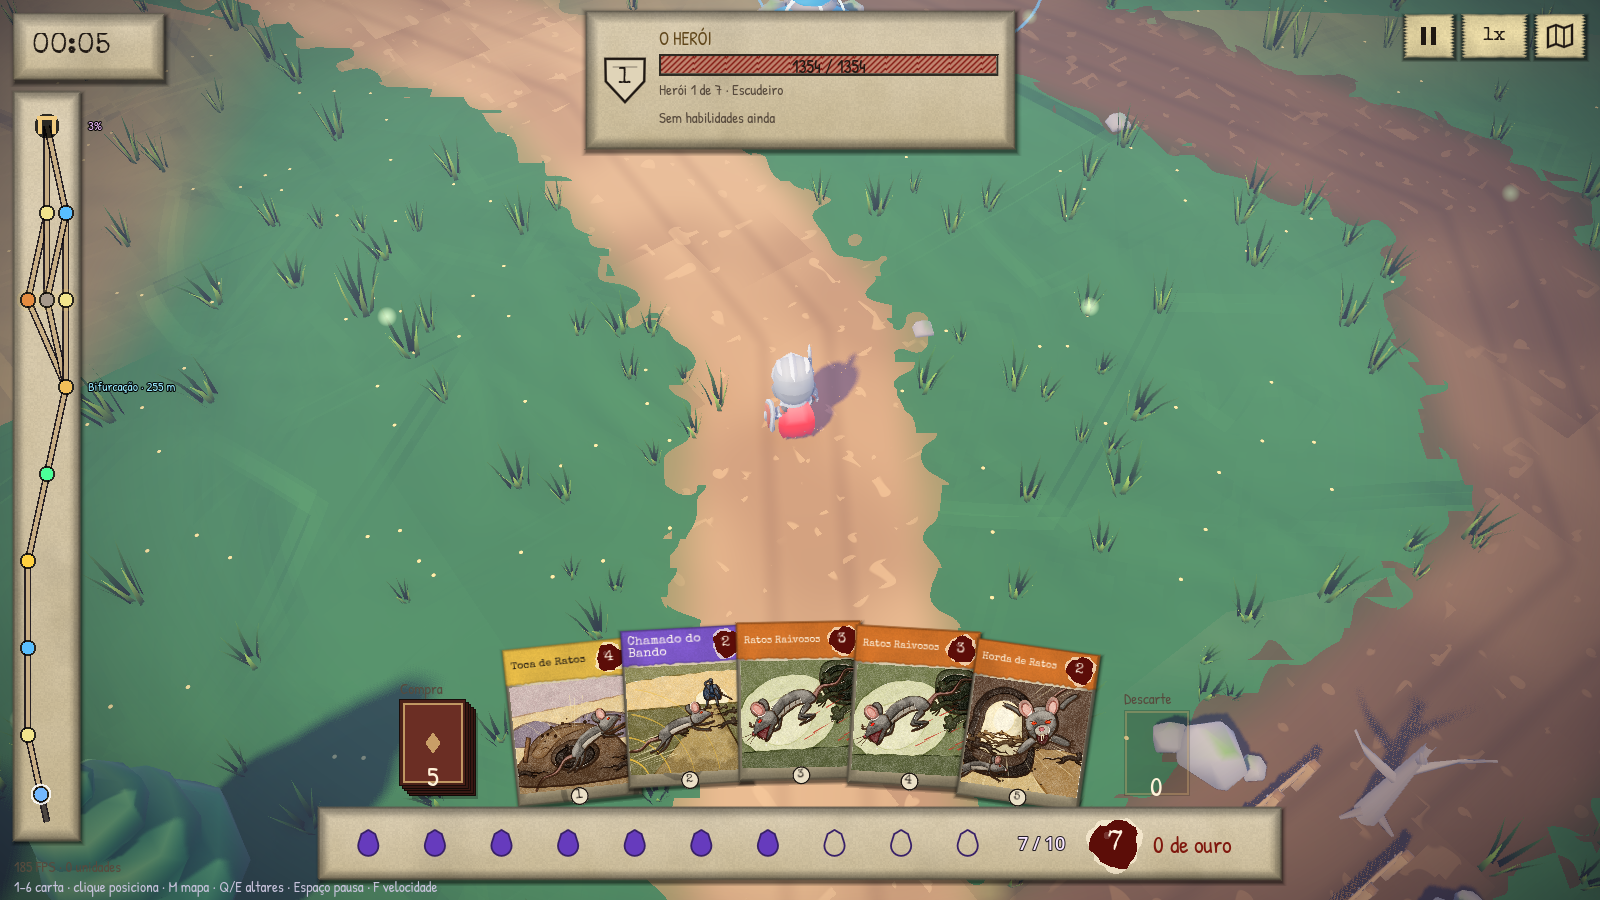 00:05
O HERÓI
1
1354 / 1354
Herói 1 de 7 · Escudeiro
Sem habilidades ainda
1x
3%
Bifurcação · 255 m
Compra
5
Toca de Ratos
4
1
Chamado do
Bando
2
2
Ratos Raivosos
3
3
Ratos Raivosos
3
4
Horda de Ratos
2
5
Descarte
0
7/10
7
0 de ouro
1-6 carta · clique posiciona · M mapa · Q/E altares · Espaço pausa · F velocidade